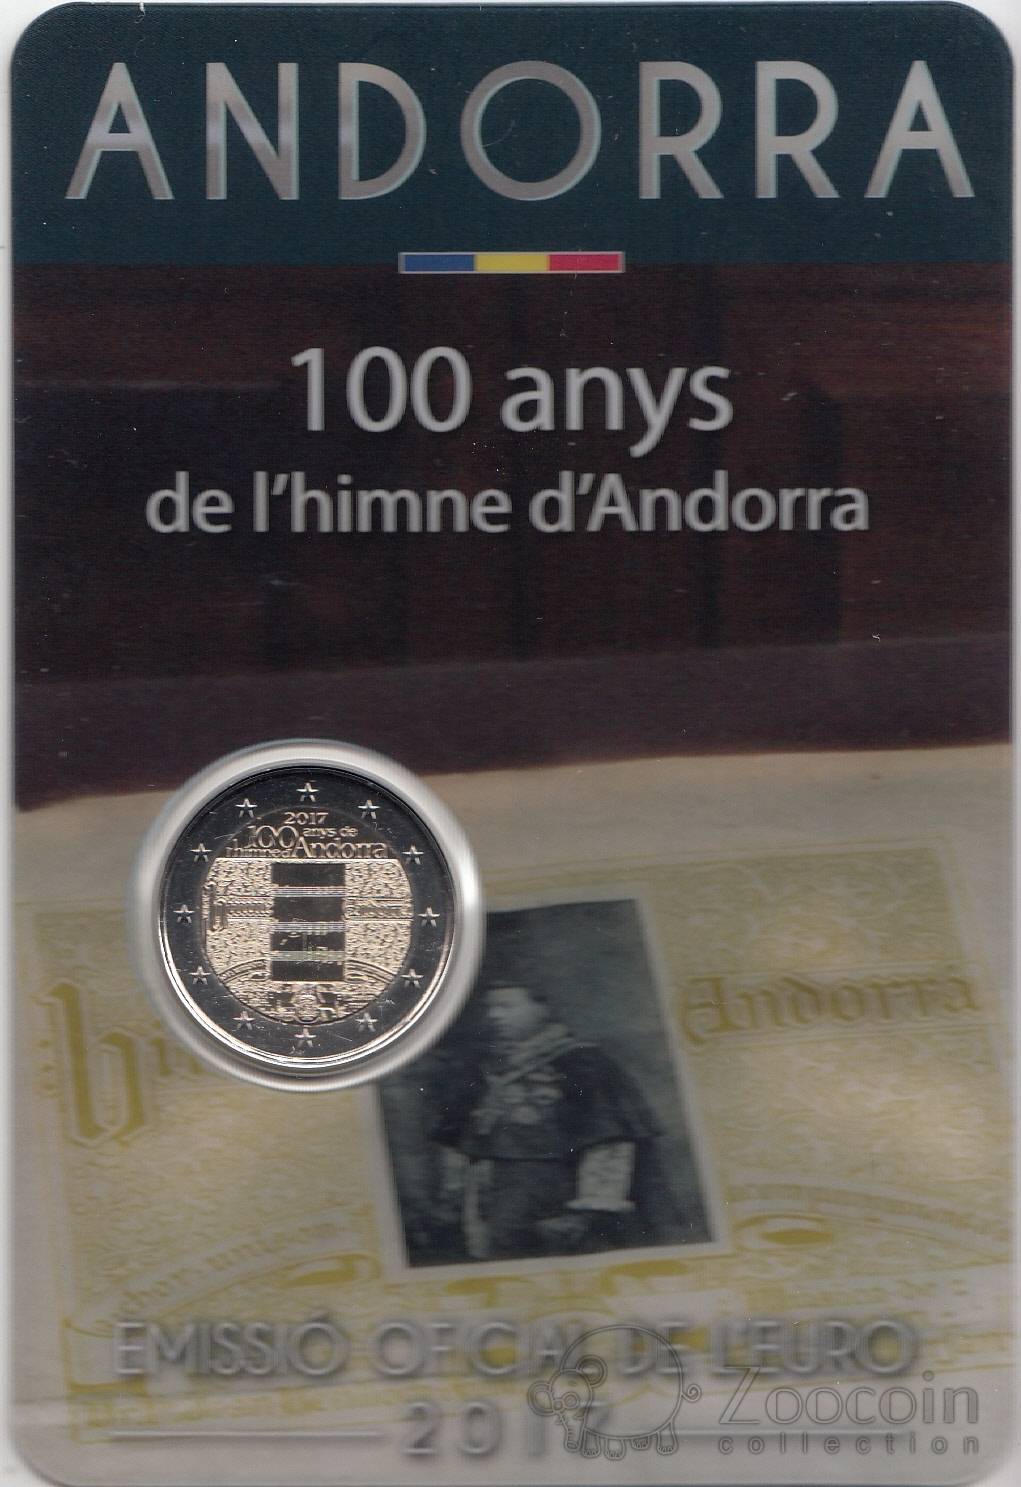 ANDORRA
100 anys
de l'himne d'Andorra
2017
100 anys de
l'himne d'Andorra
Andorra
EMISSIÓ OFICIAL DE L'EURO
2017
Zoocoin
collection